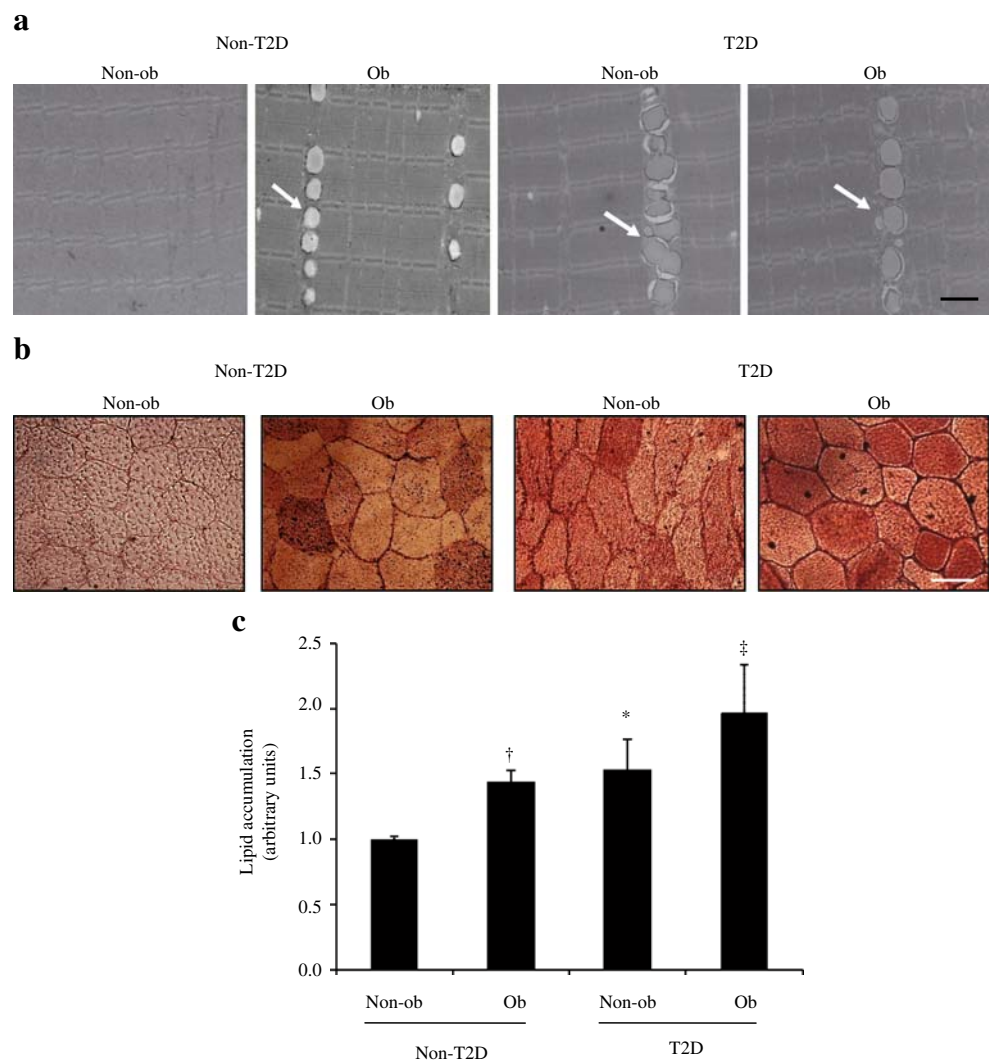 a
Non-T2D
T2D
Non-ob
Ob
Non-ob
Ob
b
Non-T2D
T2D
Non-ob
Ob
Non-ob
Ob
c
2.5
2.0
1.5
1.0
0.5
0.0
Lipid accumulation
(arbitrary units)
†
*
‡
Non-ob
Ob
Non-ob
Ob
Non-T2D
T2D